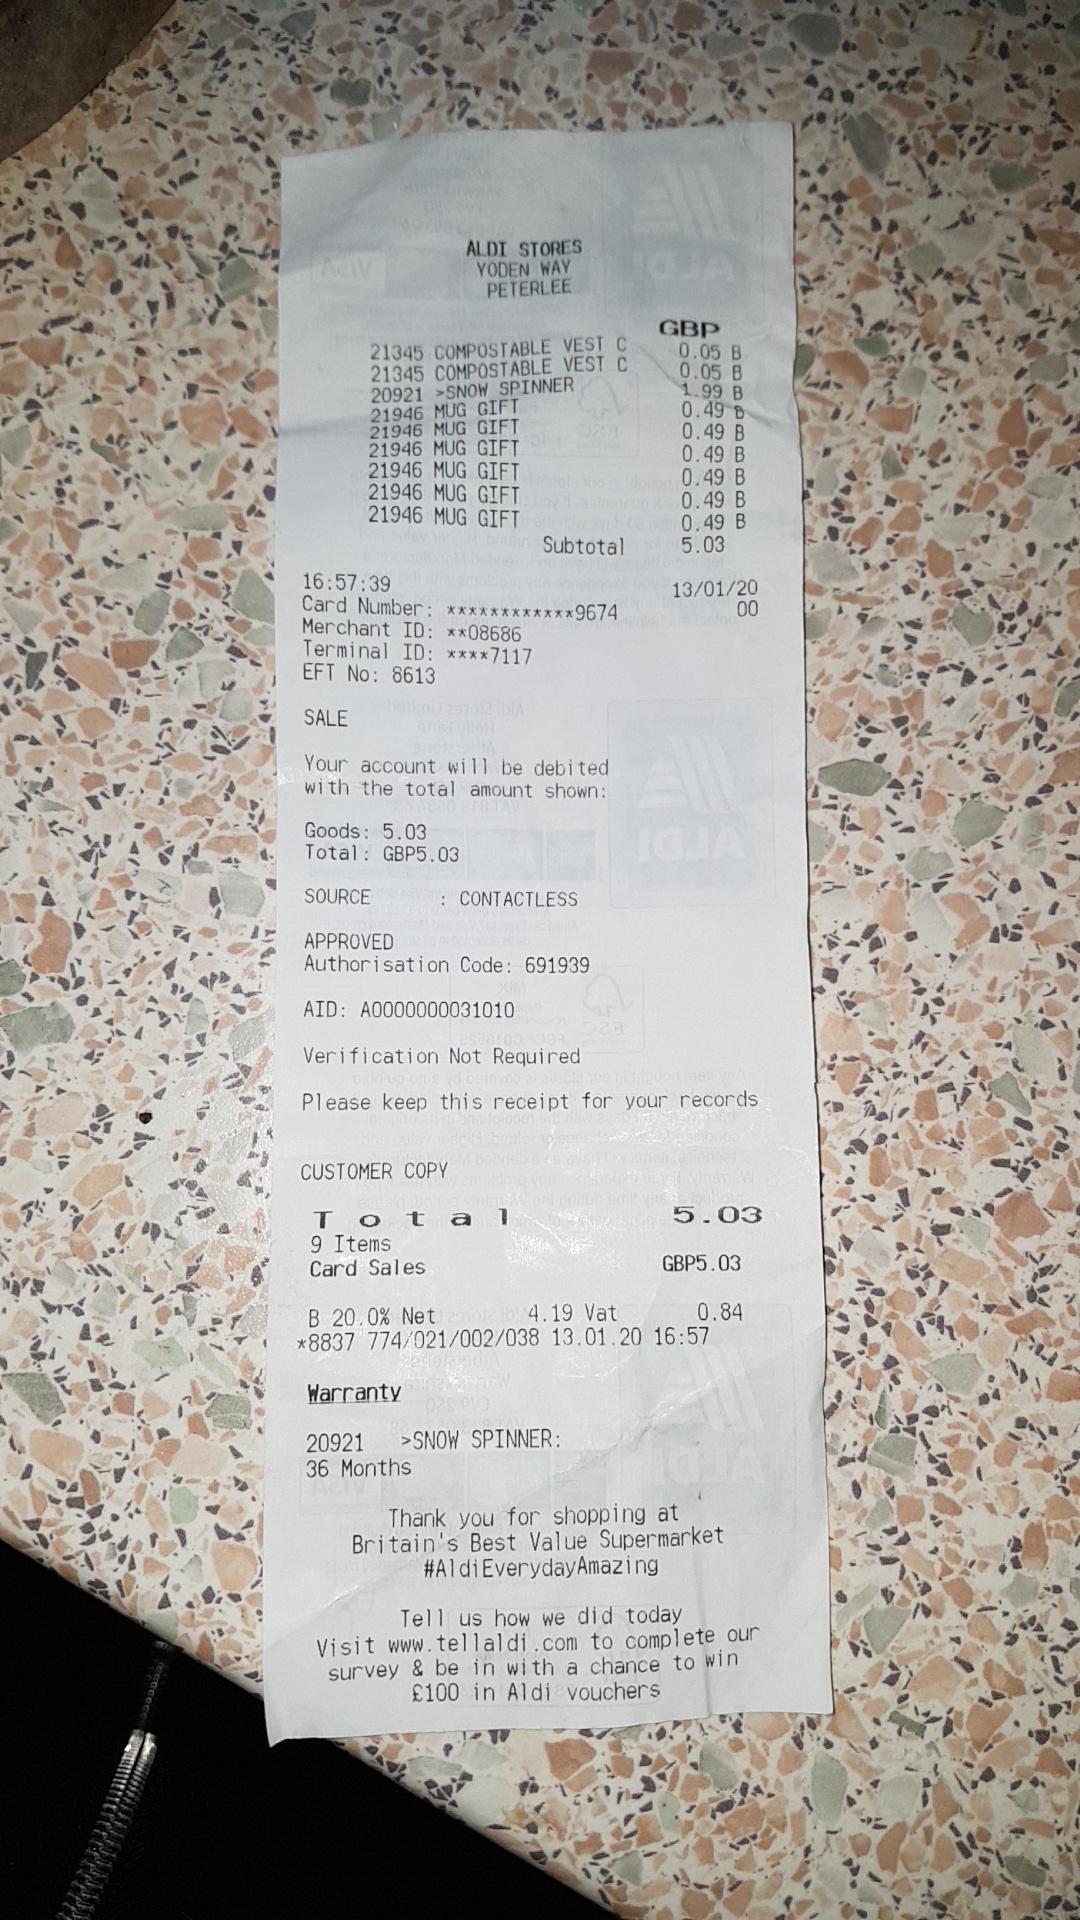 ALDI STORES
YODEN WAY
PETERLEE
GBP
21345 COMPOSTABLE VEST C 0.05 B
21345 COMPOSTABLE VEST C 0.05 B
20921 >SNOW SPINNER 1.99 B
21946 MUG GIFT 0.49 B
21946 MUG GIFT 0.49 B
21946 MUG GIFT 0.49 B
21946 MUG GIFT 0.49 B
21946 MUG GIFT 0.49 B
21946 MUG GIFT 0.49 B
Subtotal 5.03
16:57:39 13/01/20
Card Number: ************9674 00
Merchant ID: **08686
Terminal ID: ****7117
EFT No: 8613
SALE
Your account will be debited
with the total amount shown:
Goods: 5.03
Total: GBP5.03
SOURCE : CONTACTLESS
APPROVED
Authorisation Code: 691939
AID: A0000000031010
Verification Not Required
Please keep this receipt for your records
CUSTOMER COPY
Total 5.03
9 Items
Card Sales GBP5.03
B 20.0% Net 4.19 Vat 0.84
*8837 774/021/002/038 13.01.20 16:57
Warranty
20921 >SNOW SPINNER:
36 Months
Thank you for shopping at
Britain's Best Value Supermarket
#AldiEverydayAmazing
Tell us how we did today
Visit www.tellaldi.com to complete our
survey & be in with a chance to win
£100 in Aldi vouchers